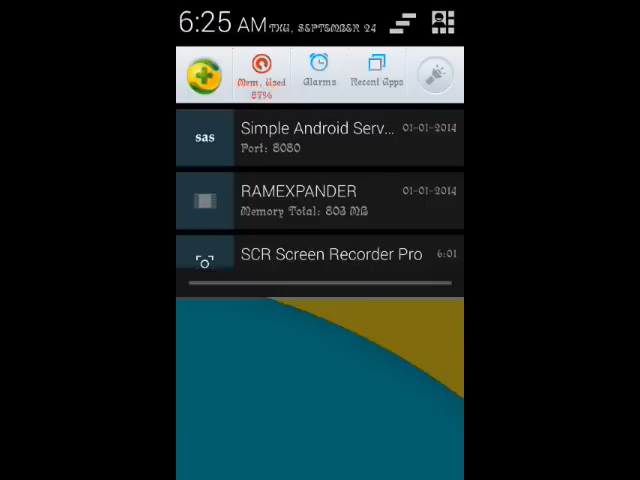 6:25 AM THU, SEPTEMBER 24
Mem. Used
87%
Alarms
Recent Apps
sas
Simple Android Serv...
01-01-2014
Port: 8080
RAMEXPANDER
01-01-2014
Memory Total: 803 MB
SCR Screen Recorder Pro
6:01